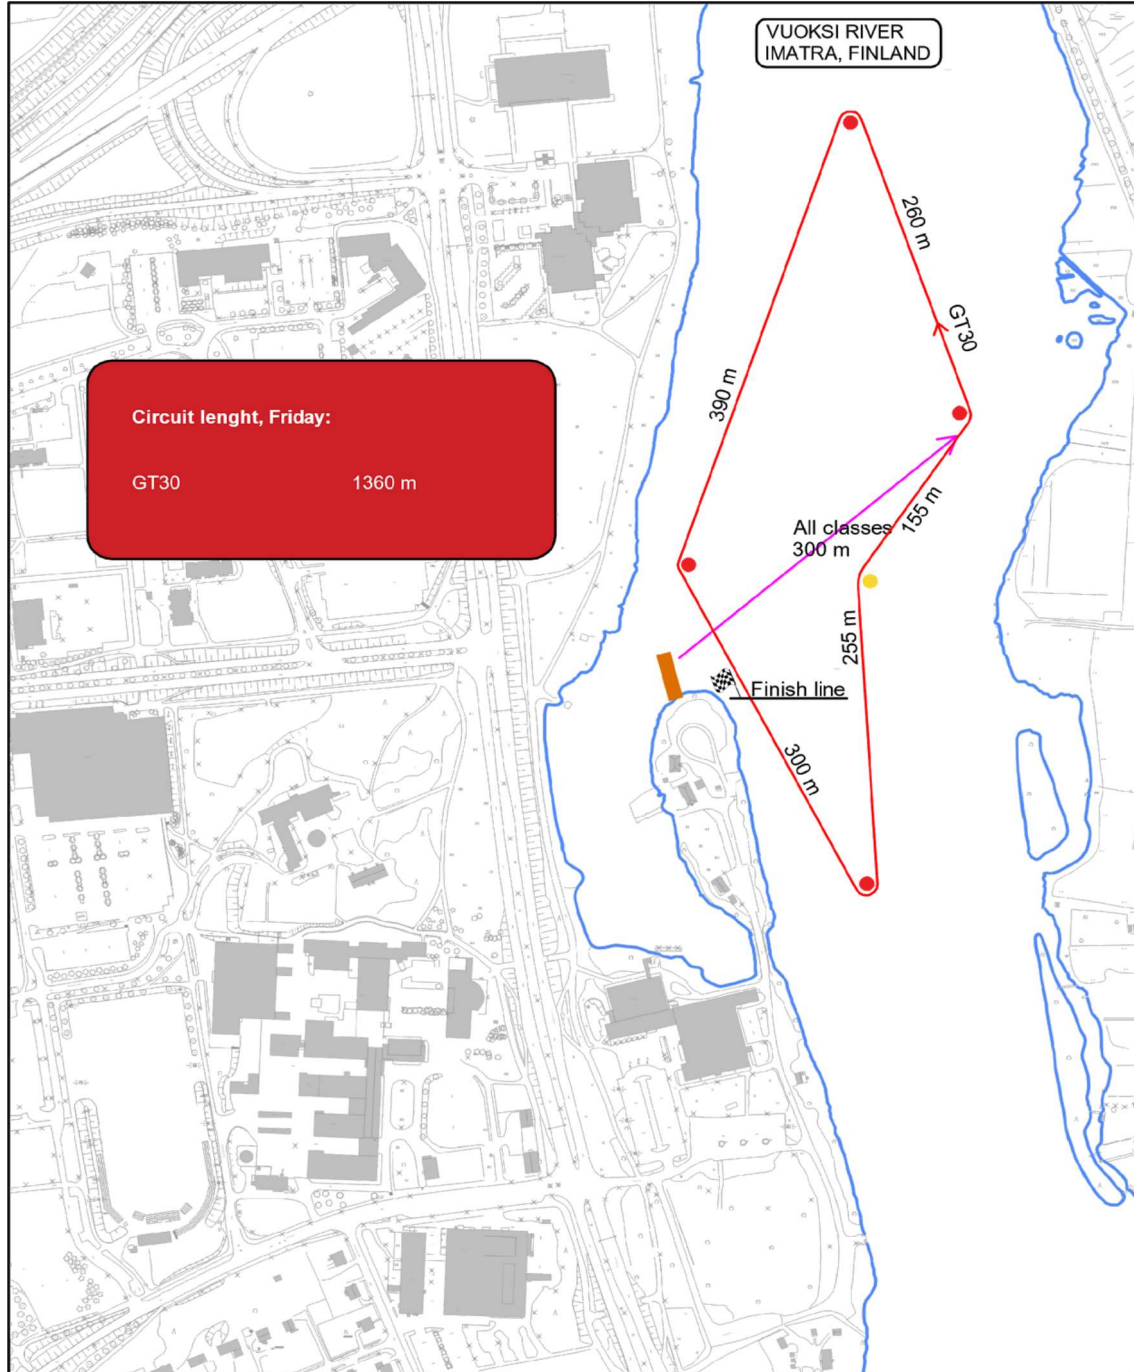 VUOKSI RIVER
IMATRA, FINLAND
260 m
GT30
390 m
Circuit lenght, Friday:
GT30 1360 m
155 m
All classes
300 m
255 m
Finish line
300 m